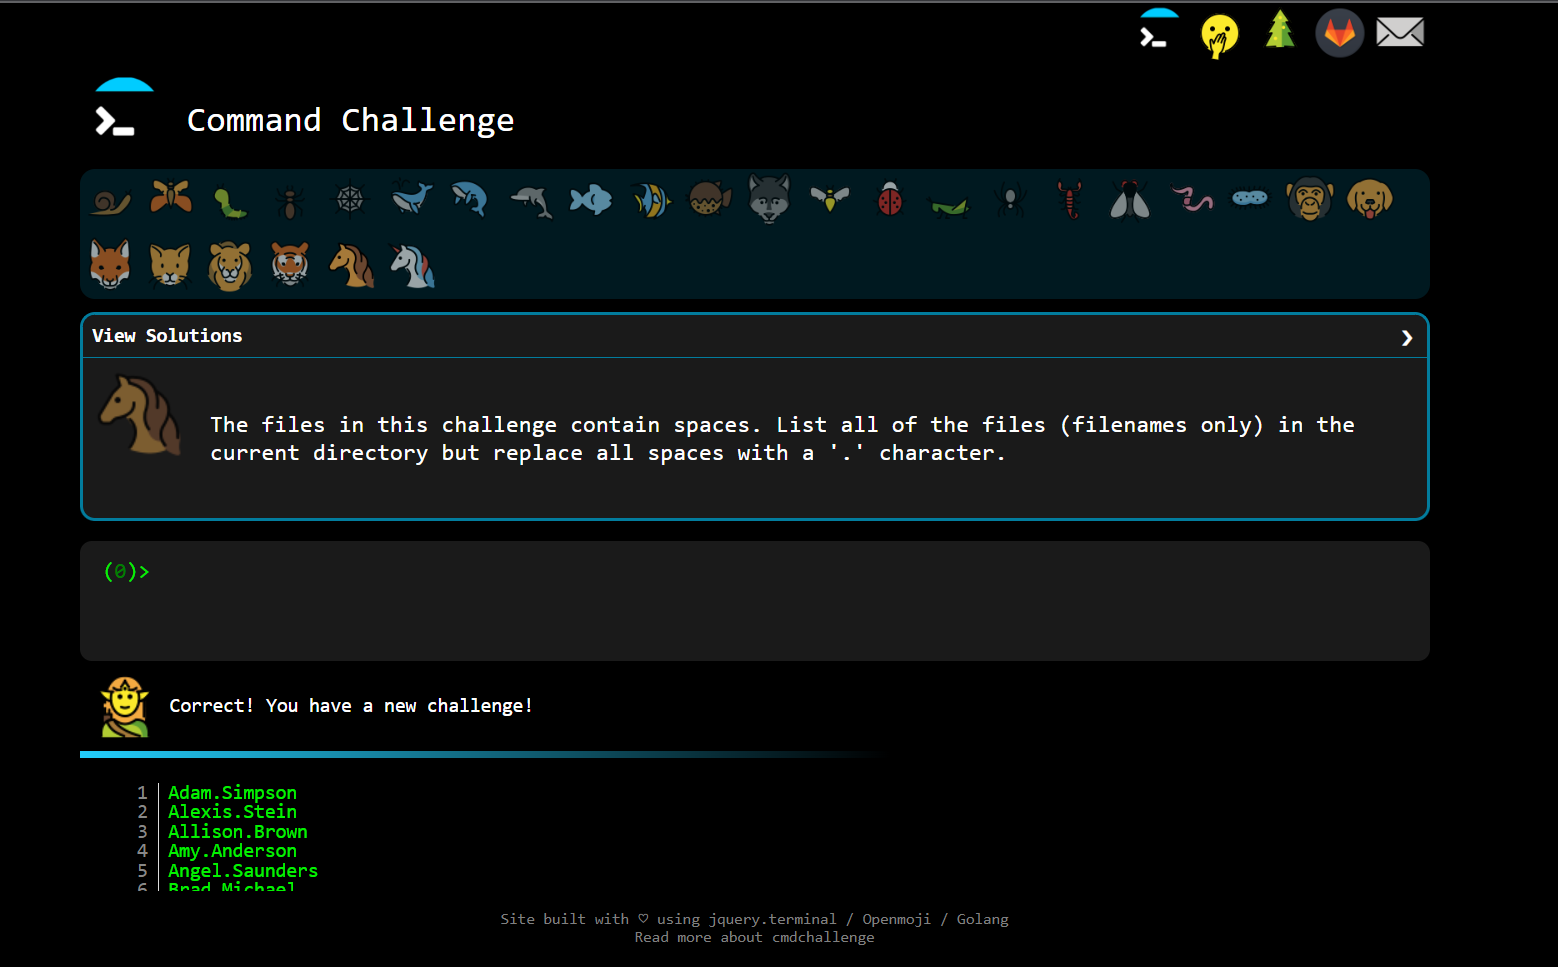 Command Challenge
View Solutions
The files in this challenge contain spaces. List all of the files (filenames only) in the
current directory but replace all spaces with a '.' character.
(0)>
Correct! You have a new challenge!
1 Adam.Simpson
2 Alexis.Stein
3 Allison.Brown
4 Amy.Anderson
5 Angel.Saunders
6 Brad.Michael
Site built with ♡ using jquery.terminal / Openmoji / Golang
Read more about cmdchallenge